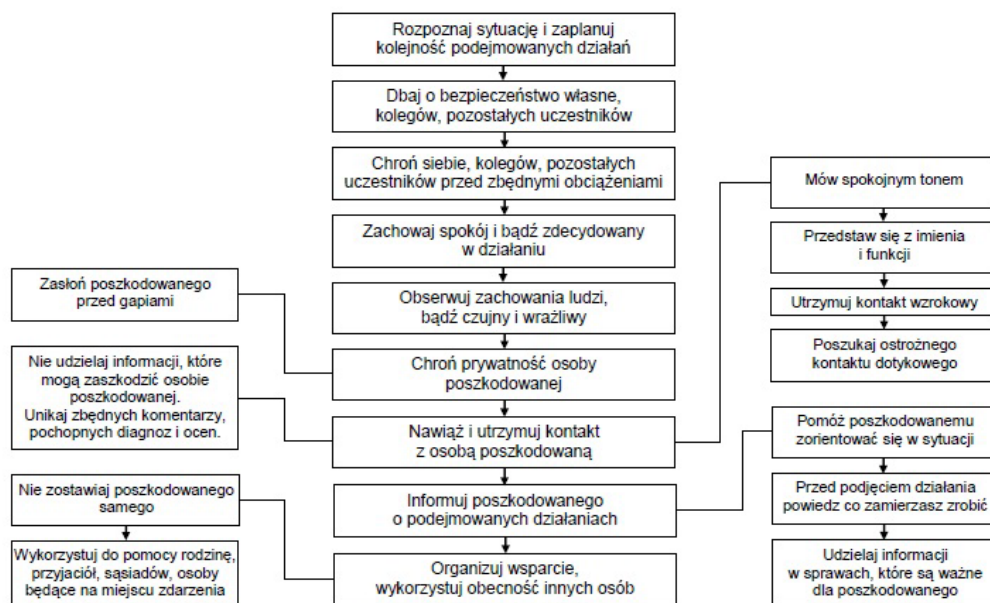 Rozpoznaj sytuację i zaplanuj
kolejność podejmowanych działań
Dbaj o bezpieczeństwo własne,
kolegów, pozostałych uczestników
Chroń siebie, kolegów, pozostałych
uczestników przed zbędnymi obciążeniami
Zachowaj spokój i bądź zdecydowany
w działaniu
Obserwuj zachowania ludzi,
bądź czujny i wrażliwy
Chroń prywatność osoby
poszkodowanej
Nawiąż i utrzymuj kontakt
z osobą poszkodowaną
Informuj poszkodowanego
o podejmowanych działaniach
Organizuj wsparcie,
wykorzystuj obecność innych osób
Zasłoń poszkodowanego
przed gapiami
Nie udzielaj informacji, które
mogą zaszkodzić osobie
poszkodowanej.
Unikaj zbędnych komentarzy,
pochopnych diagnoz i ocen.
Nie zostawiaj poszkodowanego
samego
Wykorzystuj do pomocy rodzinę,
przyjaciół, sąsiadów, osoby
będące na miejscu zdarzenia
Mów spokojnym tonem
Przedstaw się z imienia
i funkcji
Utrzymuj kontakt wzrokowy
Poszukaj ostrożnego
kontaktu dotykowego
Pomóż poszkodowanemu
zorientować się w sytuacji
Przed podjęciem działania
powiedz co zamierzasz zrobić
Udzielaj informacji
w sprawach, które są ważne
dla poszkodowanego